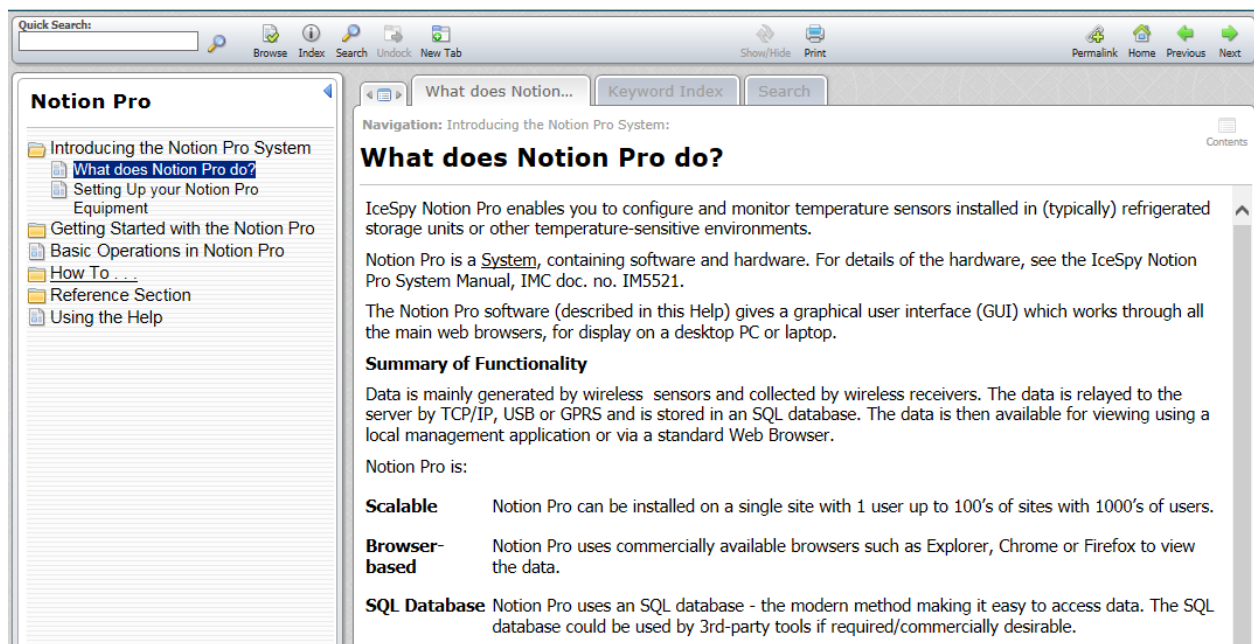 Quick Search:
Browse Index Search Undock New Tab Show/Hide Print Permalink Home Previous Next
Notion Pro
Introducing the Notion Pro System
What does Notion Pro do?
Setting Up your Notion Pro
Equipment
Getting Started with the Notion Pro
Basic Operations in Notion Pro
How To . . .
Reference Section
Using the Help
What does Notion... Keyword Index Search
Navigation: Introducing the Notion Pro System:
Contents
What does Notion Pro do?
IceSpy Notion Pro enables you to configure and monitor temperature sensors installed in (typically) refrigerated
storage units or other temperature-sensitive environments.
Notion Pro is a System, containing software and hardware. For details of the hardware, see the IceSpy Notion
Pro System Manual, IMC doc. no. IM5521.
The Notion Pro software (described in this Help) gives a graphical user interface (GUI) which works through all
the main web browsers, for display on a desktop PC or laptop.
Summary of Functionality
Data is mainly generated by wireless  sensors and collected by wireless receivers. The data is relayed to the
server by TCP/IP, USB or GPRS and is stored in an SQL database. The data is then available for viewing using a
local management application or via a standard Web Browser.
Notion Pro is:
Scalable Notion Pro can be installed on a single site with 1 user up to 100's of sites with 1000's of users.
Browser- Notion Pro uses commercially available browsers such as Explorer, Chrome or Firefox to view
based the data.
SQL Database Notion Pro uses an SQL database - the modern method making it easy to access data. The SQL
database could be used by 3rd-party tools if required/commercially desirable.